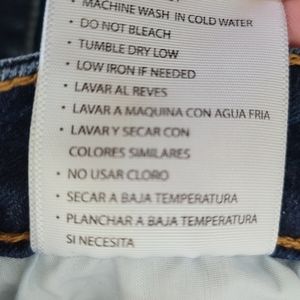 • MACHINE WASH IN COLD WATER
• DO NOT BLEACH
• TUMBLE DRY LOW
• LOW IRON IF NEEDED
• LAVAR AL REVES
• LAVAR A MAQUINA CON AGUA FRIA
• LAVAR Y SECAR CON
COLORES SIMILARES
• NO USAR CLORO
• SECAR A BAJA TEMPERATURA
• PLANCHAR A BAJA TEMPERATURA
SI NECESITA